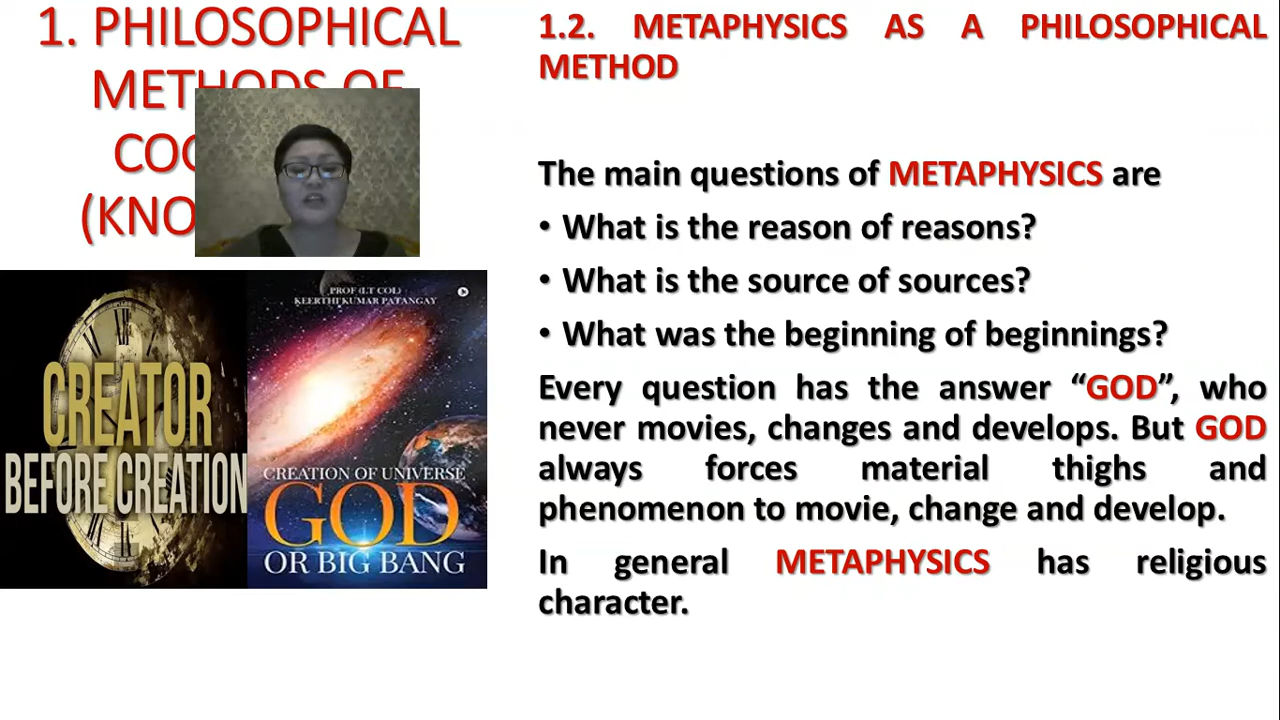 1. PHILOSOPHICAL
METHODS OF
1.2. METAPHYSICS AS A PHILOSOPHICAL
METHOD
The main questions of METAPHYSICS are
• What is the reason of reasons?
• What is the source of sources?
• What was the beginning of beginnings?
Every question has the answer “GOD”, who
never movies, changes and develops. But GOD
always forces material thighs and
phenomenon to movie, change and develop.
In general METAPHYSICS has religious
character.
CREATOR
BEFORE CREATION
PROF (LT COL)
KEERTHI KUMAR PATANGAY
CREATION OF UNIVERSE
GOD
OR BIG BANG